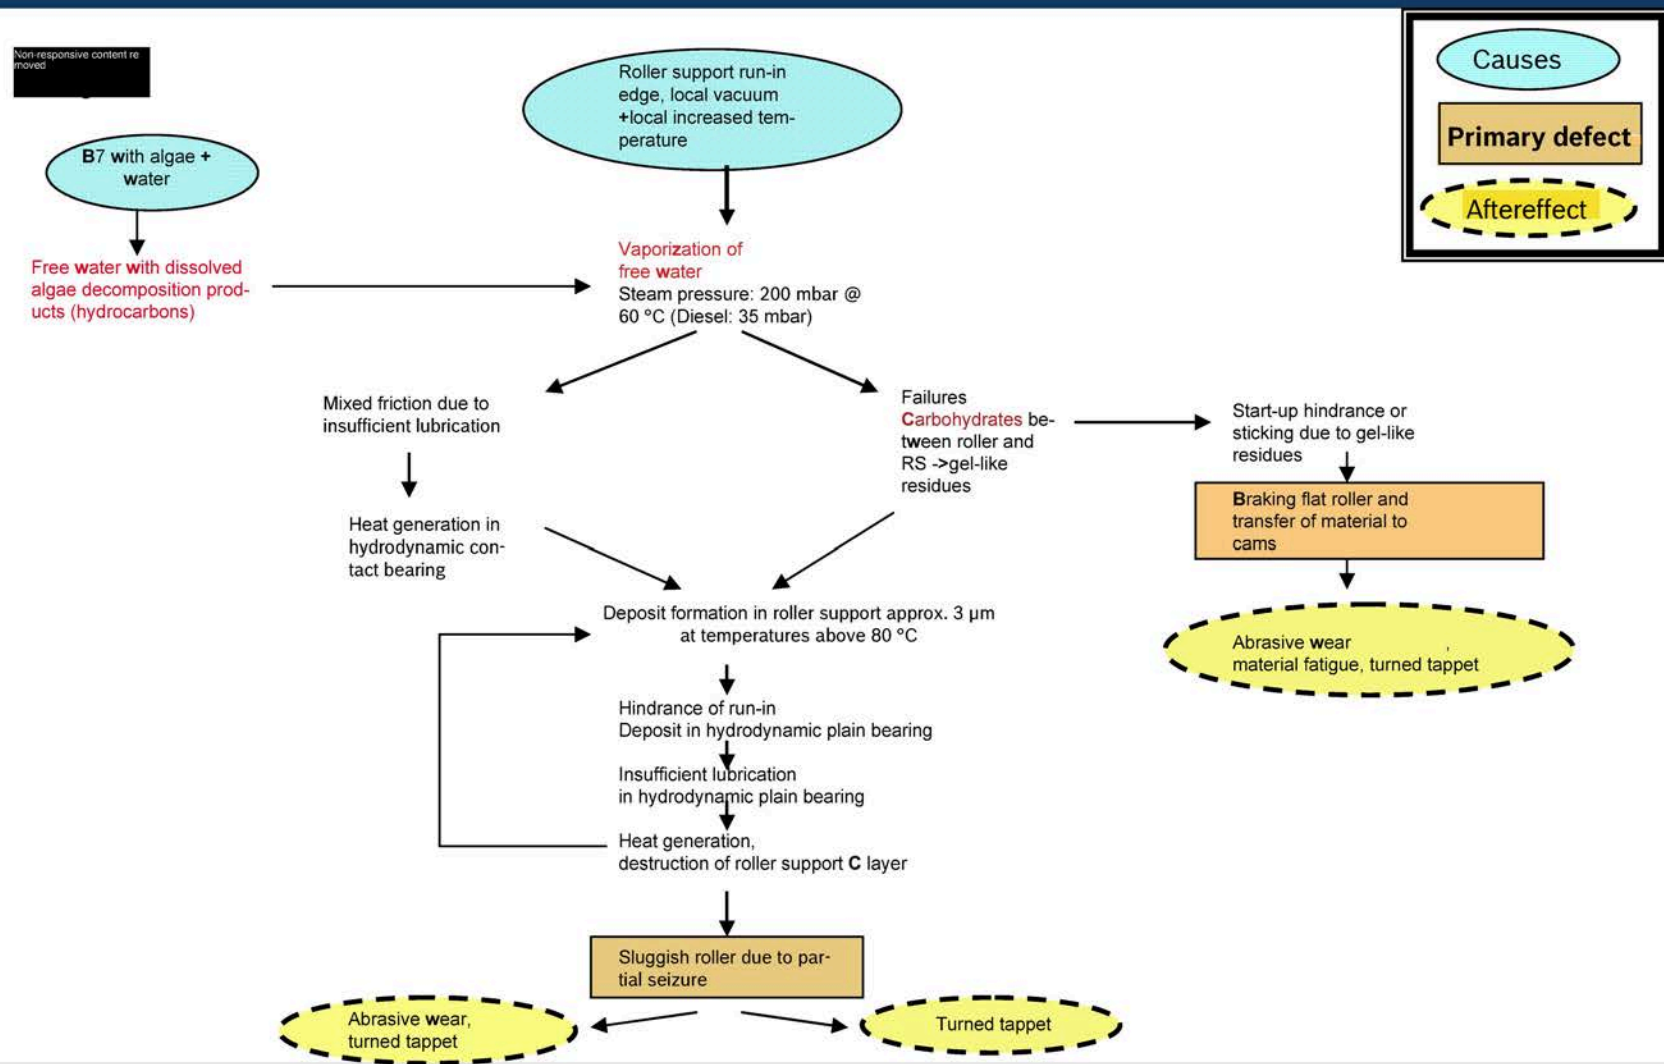 Non-responsive content re
moved
Causes
Primary defect
Aftereffect
Roller support run-in
edge, local vacuum
+local increased tem-
perature
B7 with algae +
water
Free water with dissolved
algae decomposition prod-
ucts (hydrocarbons)
Vaporization of
free water
Steam pressure: 200 mbar @
60 °C (Diesel: 35 mbar)
Mixed friction due to
insufficient lubrication
Failures
Carbohydrates be-
tween roller and
RS ->gel-like
residues
Start-up hindrance or
sticking due to gel-like
residues
Braking flat roller and
transfer of material to
cams
Heat generation in
hydrodynamic con-
tact bearing
Abrasive wear ,
material fatigue, turned tappet
Deposit formation in roller support approx. 3 µm
at temperatures above 80 °C
Hindrance of run-in
Deposit in hydrodynamic plain bearing
Insufficient lubrication
in hydrodynamic plain bearing
Heat generation,
destruction of roller support C layer
Sluggish roller due to par-
tial seizure
Abrasive wear,
turned tappet
Turned tappet